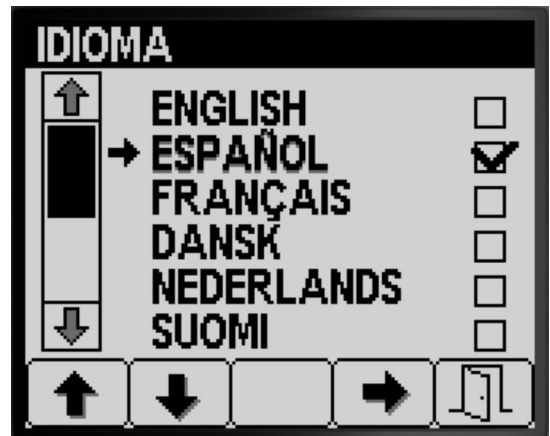 IDIOMA
ENGLISH
ESPAÑOL
FRANÇAIS
DANSK
NEDERLANDS
SUOMI